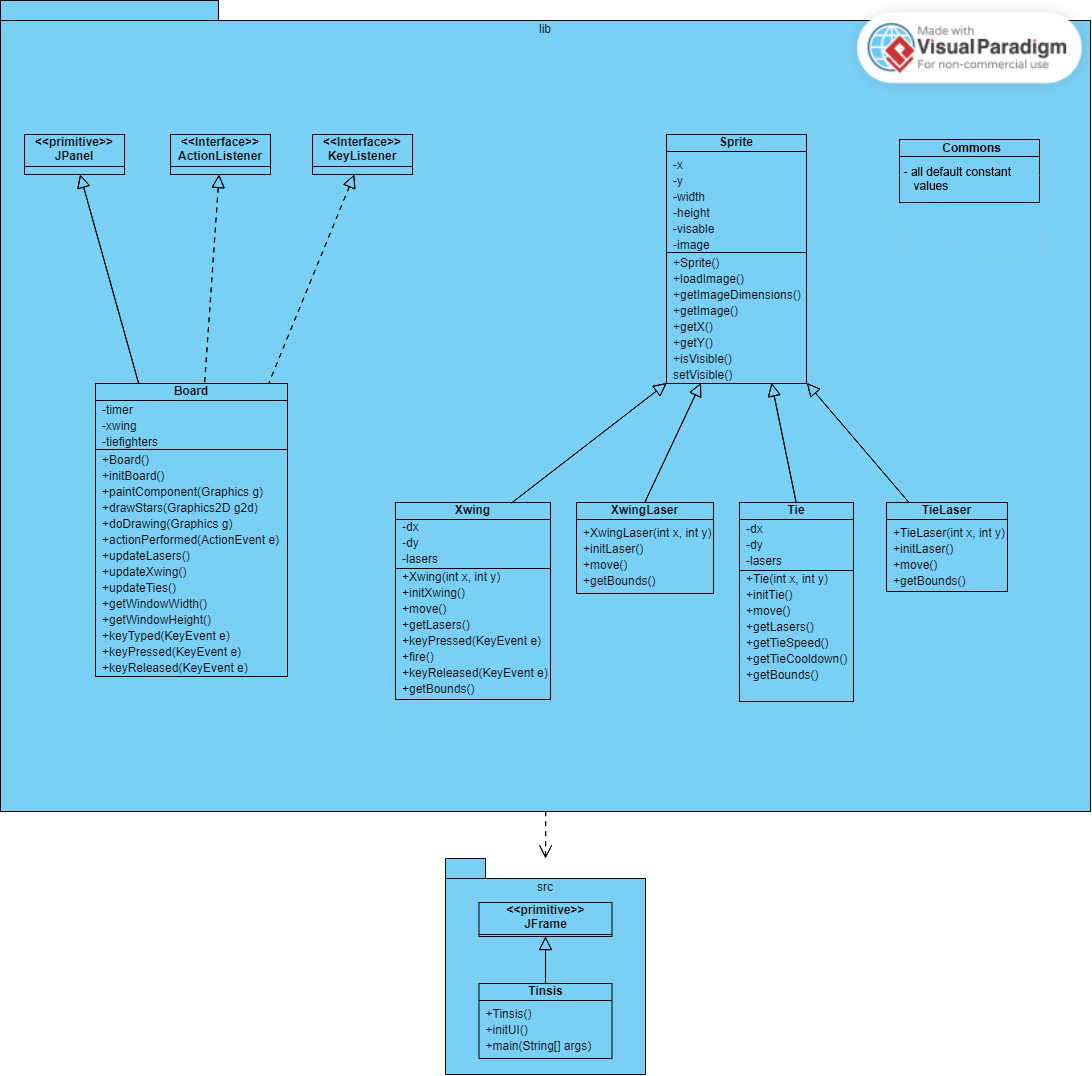 lib
Made with
VisualParadigm
For non-commercial use
<<primitive>>
JPanel
<<Interface>>
ActionListener
<<Interface>>
KeyListener
Sprite
-x
-y
-width
-height
-visable
-image
+Sprite()
+loadImage()
+getImageDimensions()
+getImage()
+getX()
+getY()
+isVisible()
setVisible()
Commons
- all default constant
values
Board
-timer
-xwing
-tiefighters
+Board()
+initBoard()
+paintComponent(Graphics g)
+drawStars(Graphics2D g2d)
+doDrawing(Graphics g)
+actionPerformed(ActionEvent e)
+updateLasers()
+updateXwing()
+updateTies()
+getWindowWidth()
+getWindowHeight()
+keyTyped(KeyEvent e)
+keyPressed(KeyEvent e)
+keyReleased(KeyEvent e)
Xwing
-dx
-dy
-lasers
+Xwing(int x, int y)
+initXwing()
+move()
+getLasers()
+keyPressed(KeyEvent e)
+fire()
+keyReleased(KeyEvent e)
+getBounds()
XwingLaser
+XwingLaser(int x, int y)
+initLaser()
+move()
+getBounds()
Tie
-dx
-dy
-lasers
+Tie(int x, int y)
+initTie()
+move()
+getLasers()
+getTieSpeed()
+getTieCooldown()
+getBounds()
TieLaser
+TieLaser(int x, int y)
+initLaser()
+move()
+getBounds()
src
<<primitive>>
JFrame
Tinsis
+Tinsis()
+initUI()
+main(String[] args)